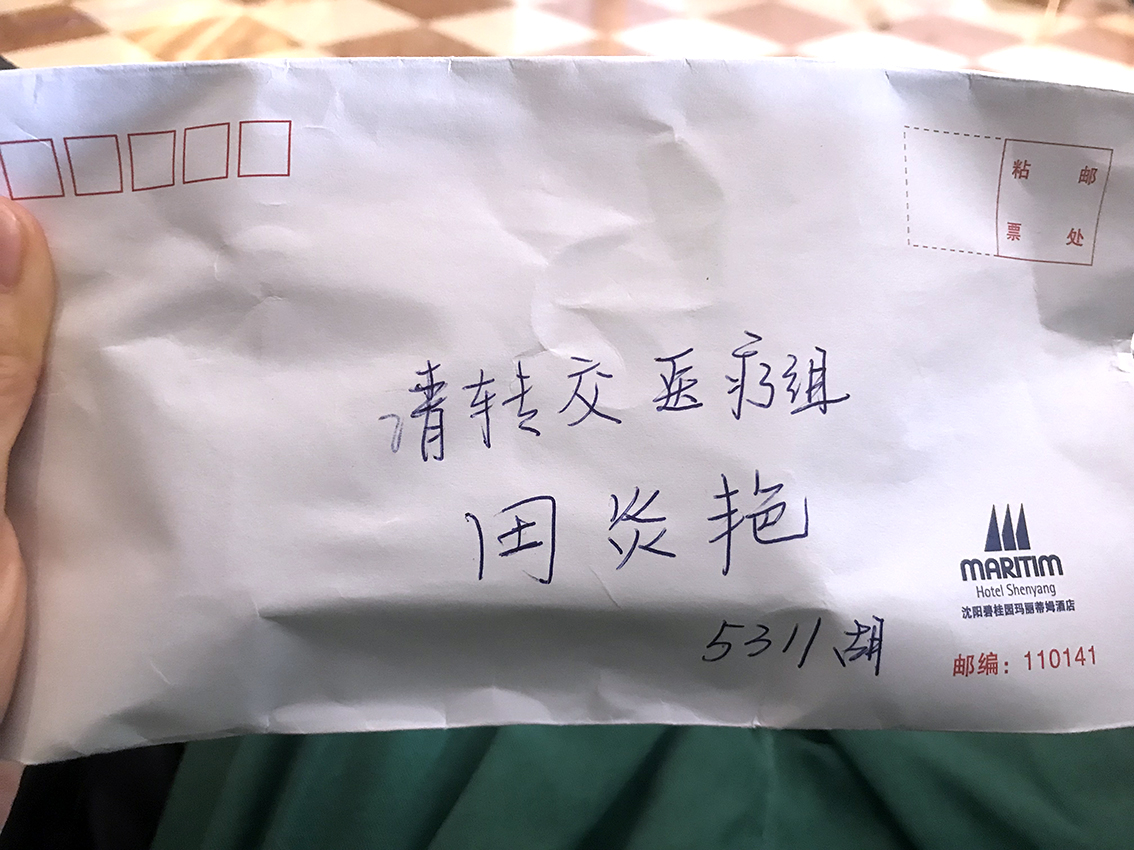 粘 邮
票 处
请转交医疗组
田炎艳
5311胡
MARITIM
Hotel Shenyang
沈阳碧桂园玛丽蒂姆酒店
邮编：110141